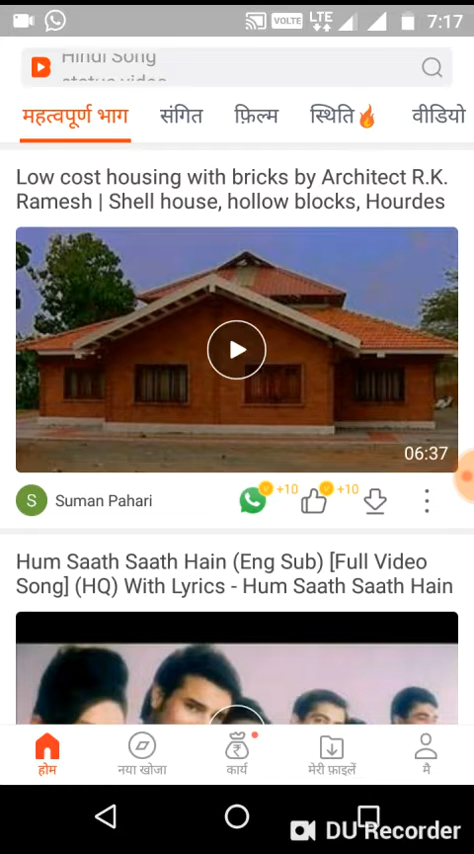 VOLTE LTE 7:17
Hindi Song
status video
महत्वपूर्ण भाग संगित फ़िल्म स्थिति वीडियो
Low cost housing with bricks by Architect R.K.
Ramesh | Shell house, hollow blocks, Hourdes
06:37
S Suman Pahari +10 +10
Hum Saath Saath Hain (Eng Sub) [Full Video
Song] (HQ) With Lyrics - Hum Saath Saath Hain
होम नया खोजा कार्य मेरी फ़ाइलें मै
DU Recorder